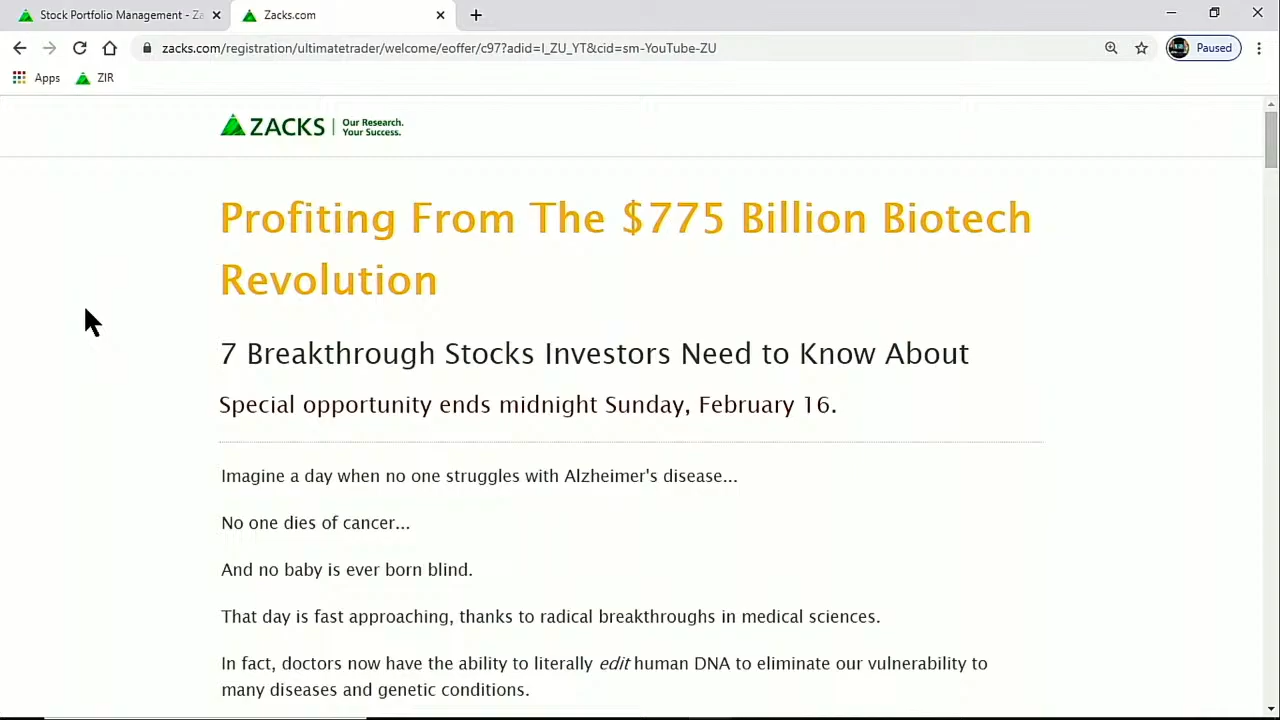 Stock Portfolio Management - Za
Zacks.com
zacks.com/registration/ultimatetrader/welcome/eoffer/c97?adid=I_ZU_YT&cid=sm-YouTube-ZU
Paused
Apps
ZIR
ZACKS
Our Research.
Your Success.
Profiting From The $775 Billion Biotech
Revolution
7 Breakthrough Stocks Investors Need to Know About
Special opportunity ends midnight Sunday, February 16.
Imagine a day when no one struggles with Alzheimer's disease...
No one dies of cancer...
And no baby is ever born blind.
That day is fast approaching, thanks to radical breakthroughs in medical sciences.
In fact, doctors now have the ability to literally edit human DNA to eliminate our vulnerability to
many diseases and genetic conditions.